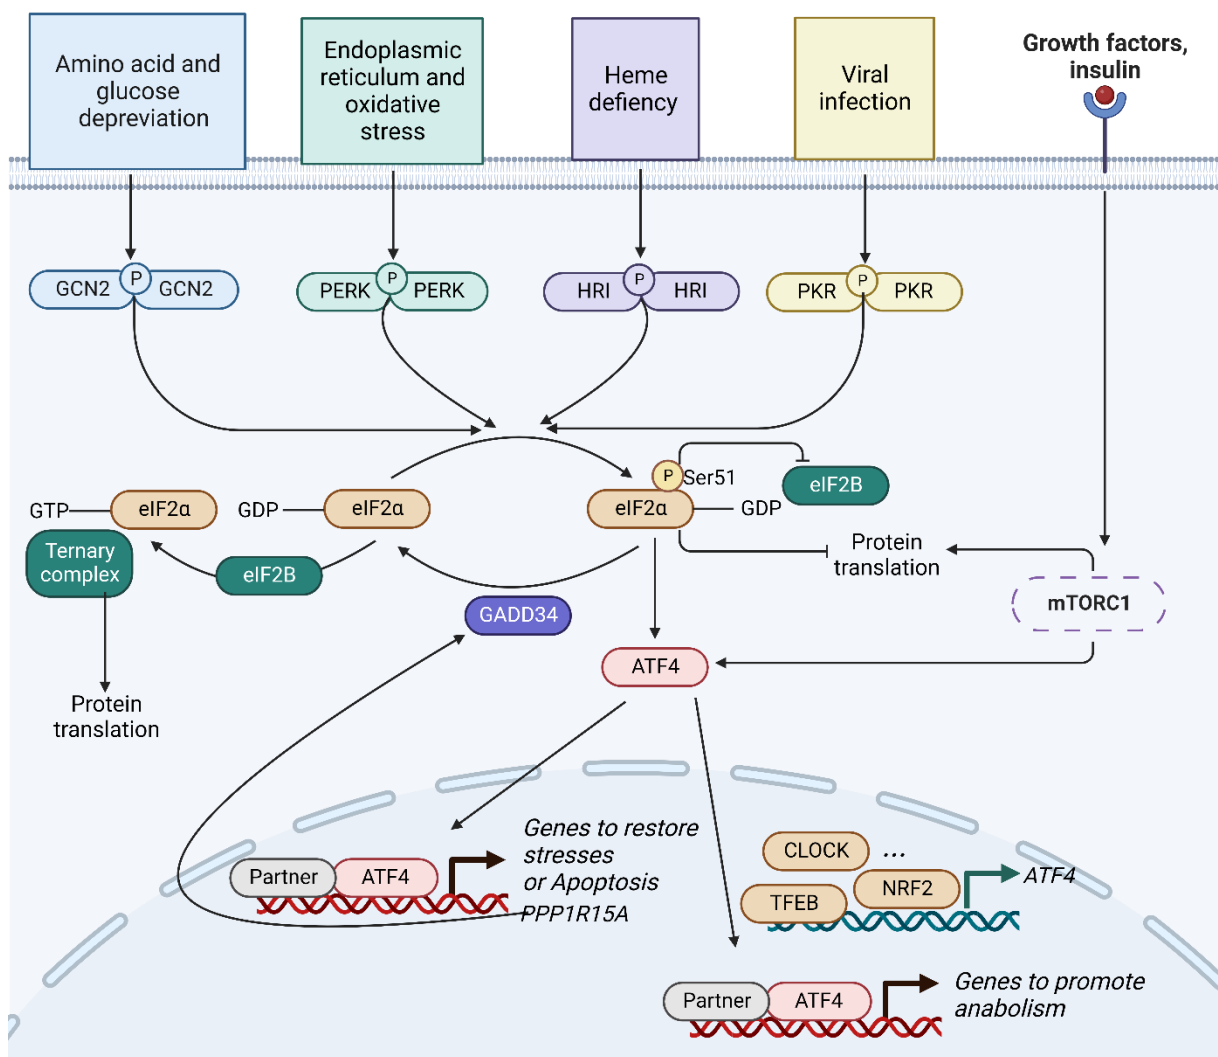 Amino acid and
glucose
depreviation
Endoplasmic
reticulum and
oxidative
stress
Heme
defiency
Viral
infection
Growth factors,
insulin
GCN2
P
GCN2
PERK
P
PERK
HRI
P
HRI
PKR
P
PKR
P
Ser51
eIF2B
GTP
eIF2α
GDP
eIF2α
eIF2α
GDP
Ternary
complex
eIF2B
Protein
translation
mTORC1
GADD34
ATF4
Protein
translation
Genes to restore
stresses
or Apoptosis
PPP1R15A
Partner
ATF4
CLOCK
...
NRF2
TFEB
ATF4
Partner
ATF4
Genes to promote
anabolism